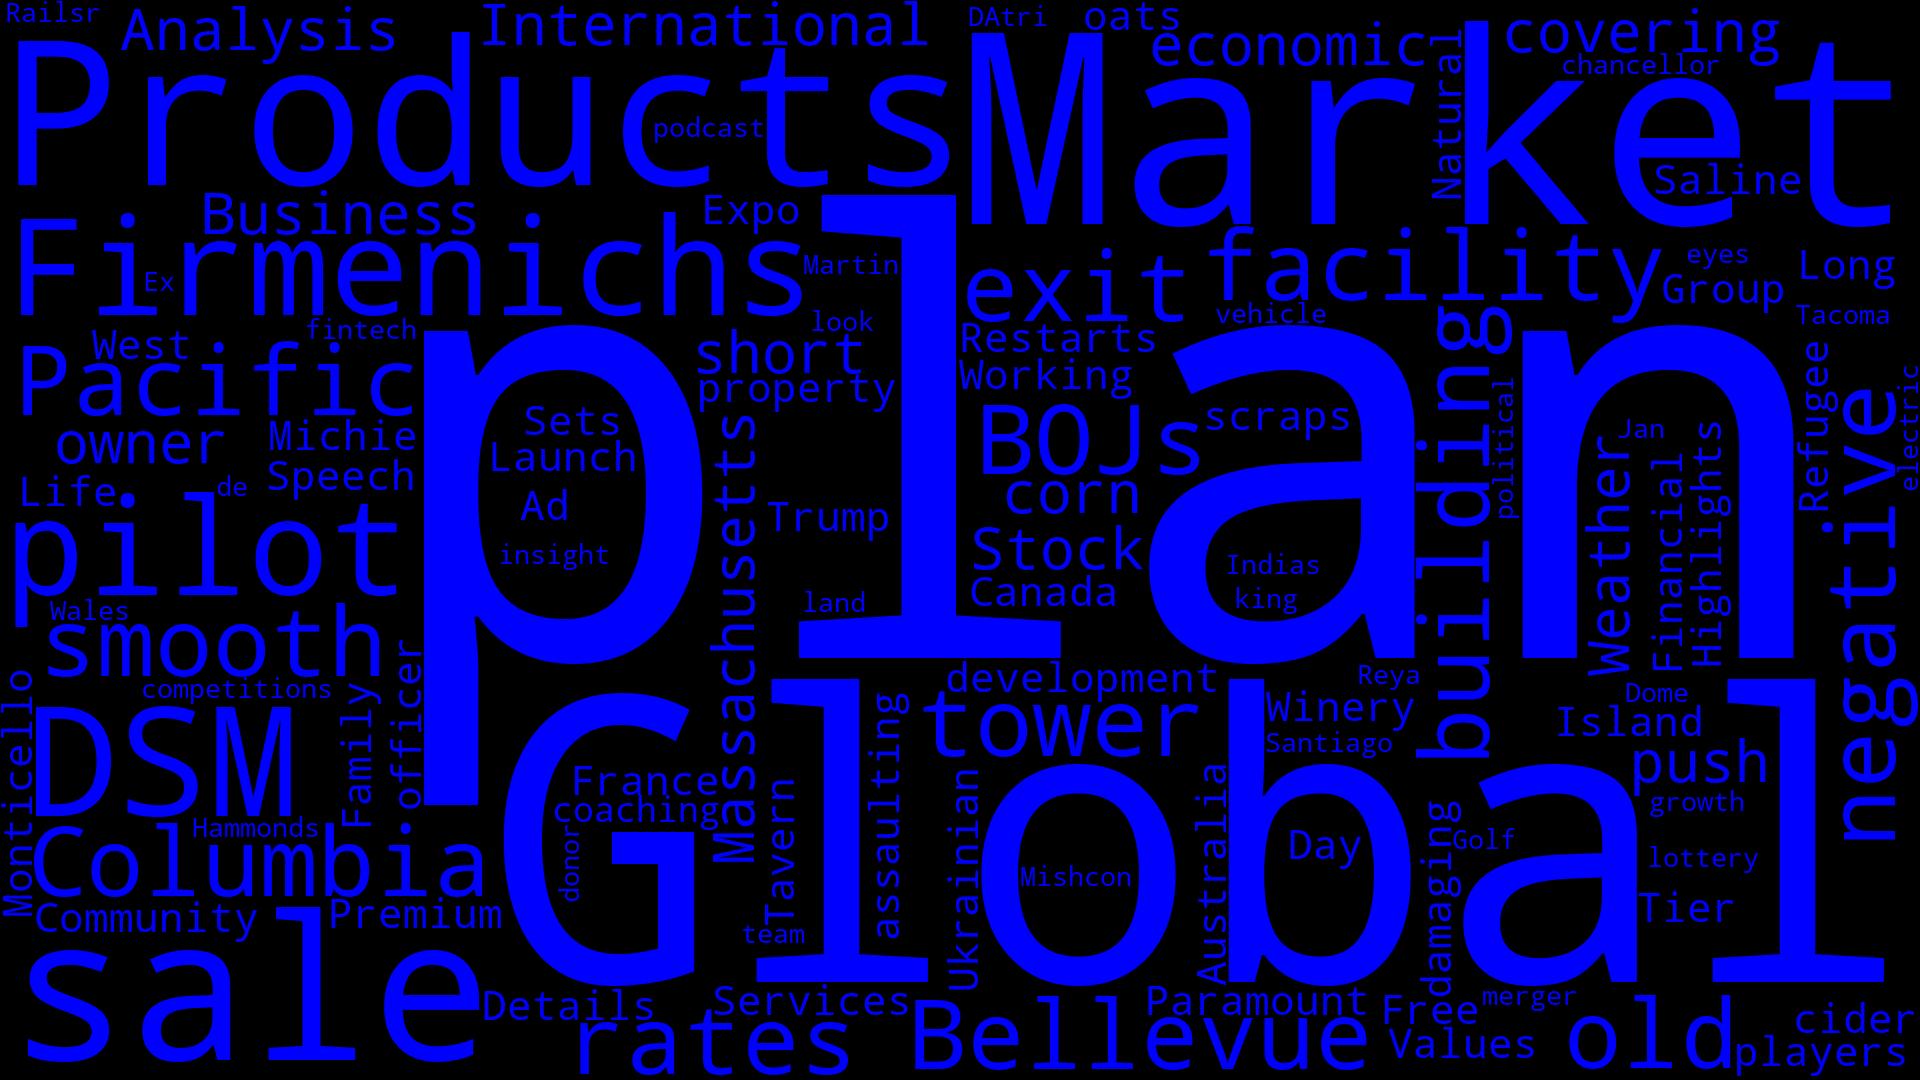 Railsr
Analysis
International
DAtri
oats
economic
covering
chancellor
Products
podcast
Market
Natural
Saline
Business
Expo
Firmenichs
Ex
Martin
exit
facility
eyes
Group
Long
Tacoma
vehicle
look
fintech
West
Pacific
short
property
Restarts
Working
plan
building
Refugee
electric
negative
owner
Michie
Speech
Sets
Launch
Ad
insight
Massachusetts
Trump
land
BOJs
scraps
corn
Stock
Canada
Indias
king
political
Weather
Jan
Financial
Highlights
Life
de
pilot
Wales
smooth
competitions
Monticello
Family
officer
DSM
Hammonds
Columbia
Community
Premium
sale
France
coaching
donor
Global
Tavern
team
assaulting
development
tower
Ukrainian
Mishcon
Reya
Winery
Santiago
Australia
Day
Dome
Island
push
growth
Golf
damaging
lottery
Tier
Details
rates
Services
Bellevue
Paramount
Free
merger
Values
old
cider
players